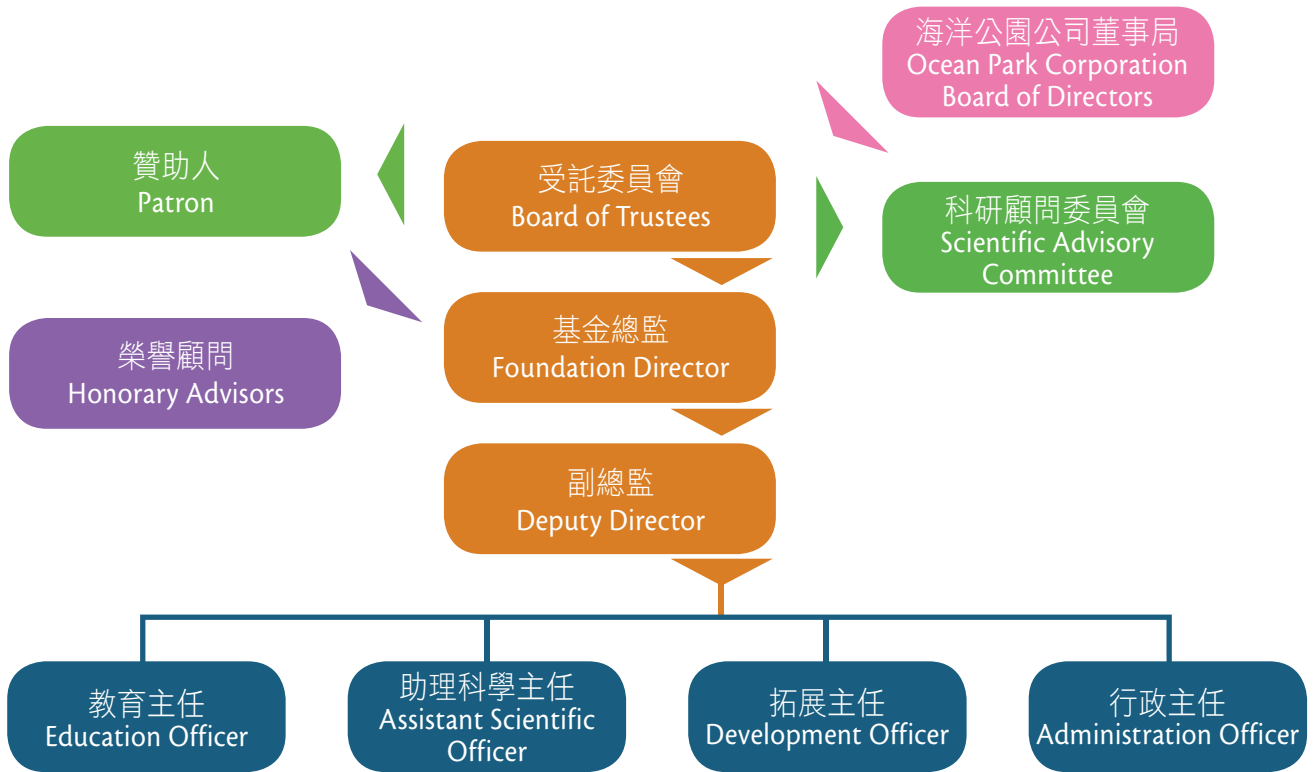 海洋公園公司董事局
Ocean Park Corporation
Board of Directors
贊助人
Patron
受託委員會
Board of Trustees
科研顧問委員會
Scientific Advisory
Committee
榮譽顧問
Honorary Advisors
基金總監
Foundation Director
副總監
Deputy Director
教育主任
Education Officer
助理科學主任
Assistant Scientific
Officer
拓展主任
Development Officer
行政主任
Administration Officer